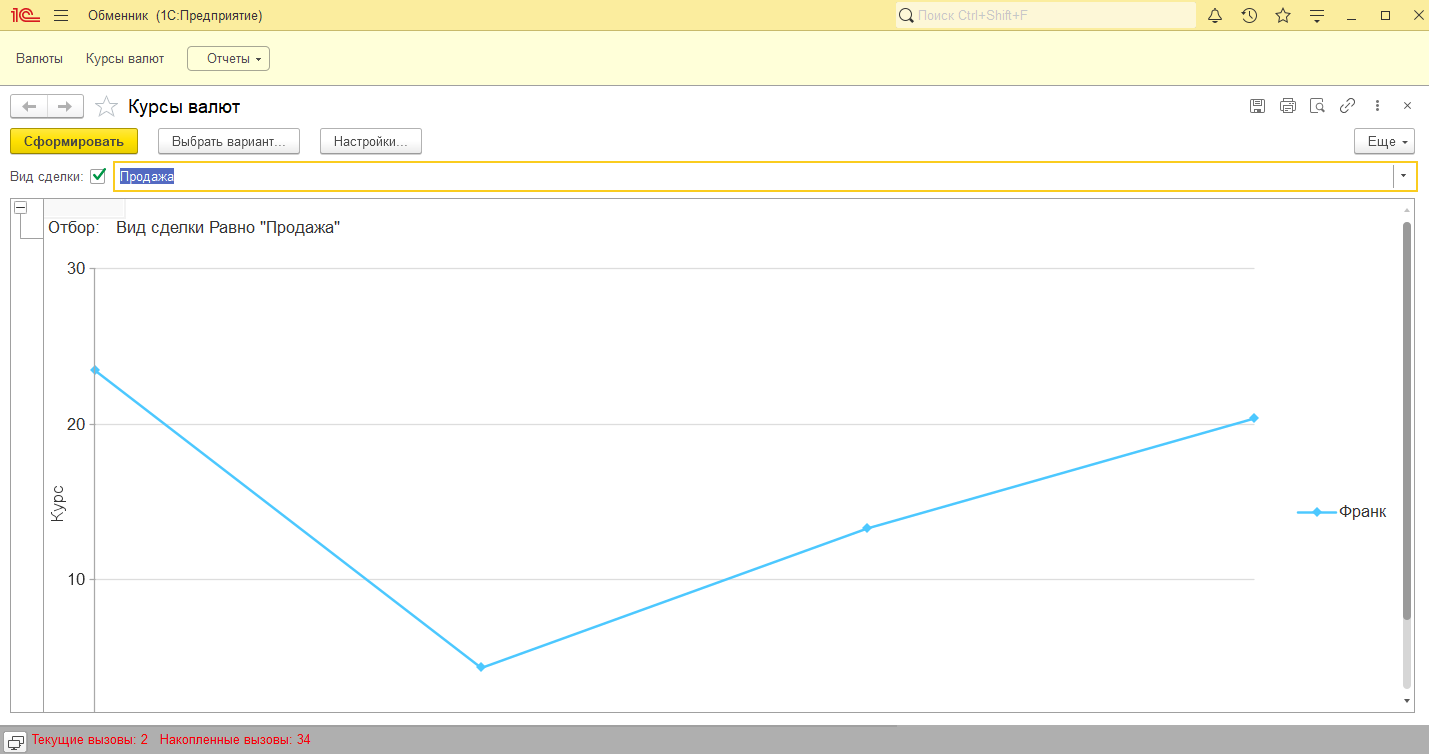 1С Обменник (1С:Предприятие) Поиск Ctrl+Shift+F
Валюты Курсы валют Отчеты
Курсы валют
Сформировать Выбрать вариант... Настройки... Еще
Вид сделки: Продажа
Отбор: Вид сделки Равно "Продажа"
30
20
Курс
Франк
10
Текущие вызовы: 2 Накопленные вызовы: 34